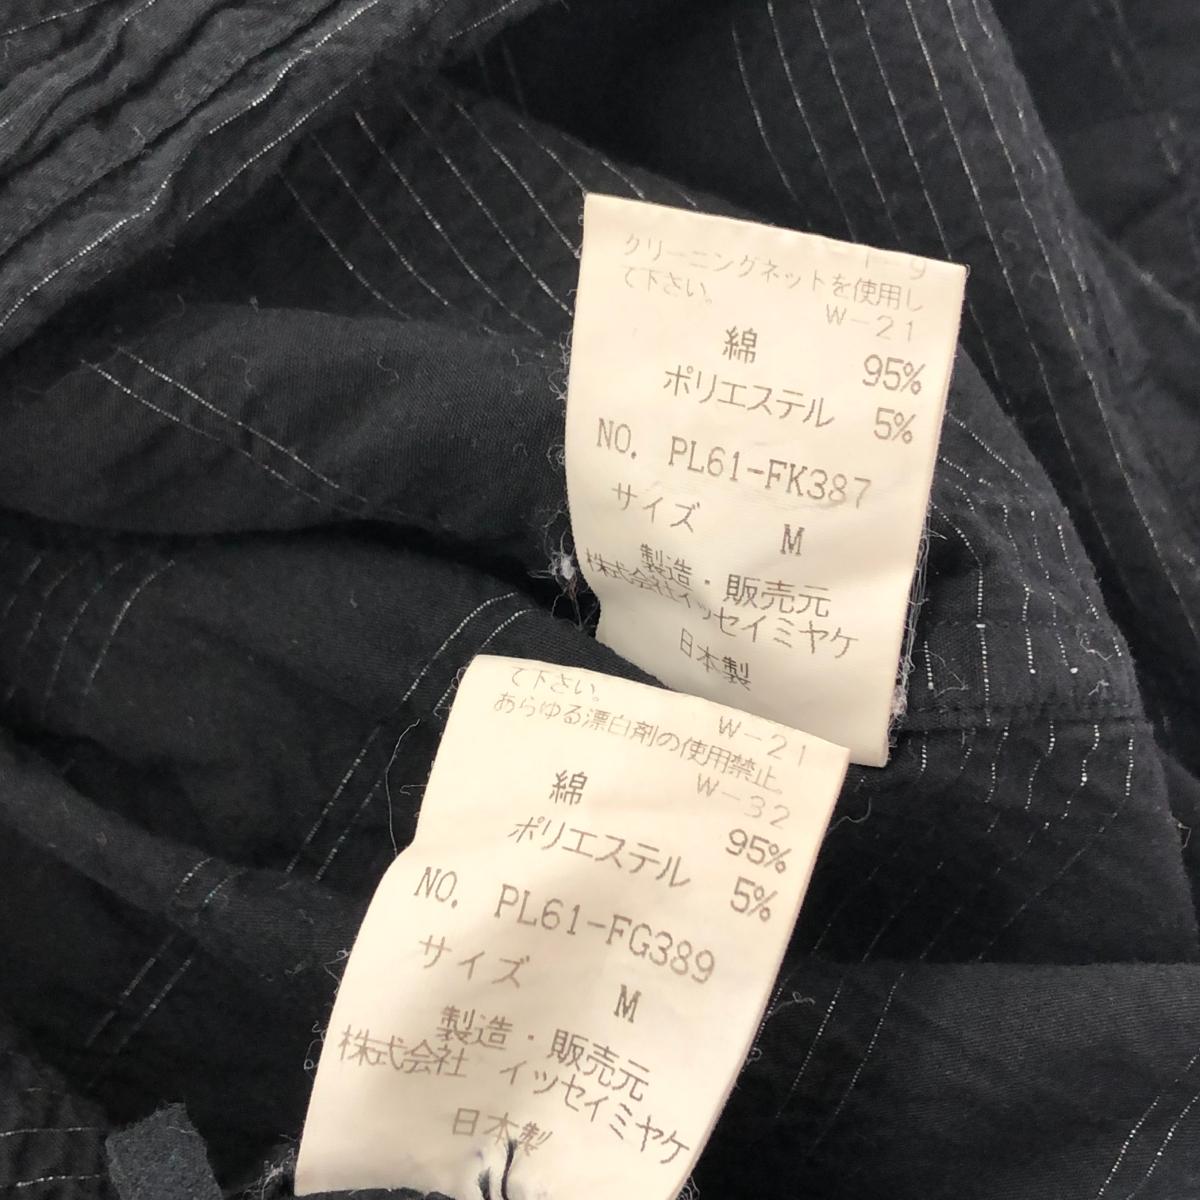 クリーニングネットを使用し
て下さい。
W-21
綿 95%
ポリエステル 5%
NO. PL61-FK387
サイズ M
製造・販売元
株式会社イッセイミヤケ
日本製
て下さい。
W-21
あらゆる漂白剤の使用禁止。
W-32
綿 95%
ポリエステル 5%
NO. PL61-FG389
サイズ M
製造・販売元
株式会社 イッセイミヤケ
日本製